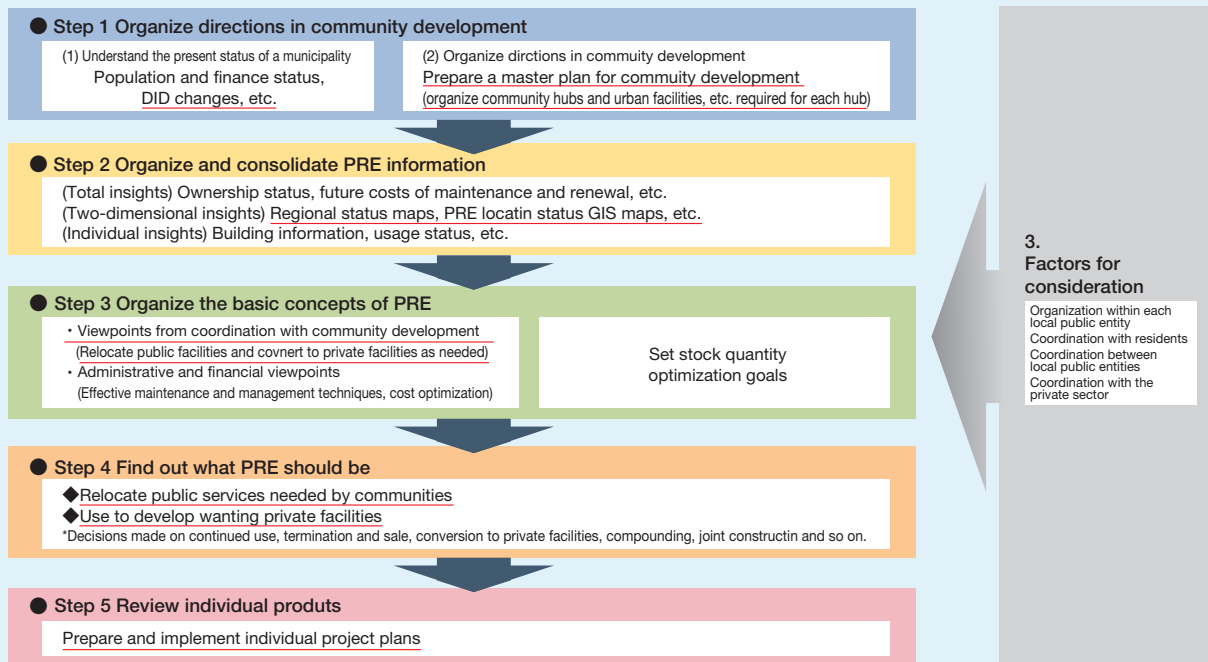 ● Step 1 Organize directions in community development
(1) Understand the present status of a municipality
Population and finance status,
DID changes, etc.
(2) Organize dirctions in commuity development
Prepare a master plan for commuity development
(organize community hubs and urban facilities, etc. required for each hub)
● Step 2 Organize and consolidate PRE information
(Total insights) Ownership status, future costs of maintenance and renewal, etc.
(Two-dimensional insights) Regional status maps, PRE locatin status GIS maps, etc.
(Individual insights) Building information, usage status, etc.
● Step 3 Organize the basic concepts of PRE
・Viewpoints from coordination with community development
(Relocate public facilities and covnert to private facilities as needed)
・Administrative and financial viewpoints
(Effective maintenance and management techniques, cost optimization)
Set stock quantity
optimization goals
● Step 4 Find out what PRE should be
◆Relocate public services needed by communities
◆Use to develop wanting private facilities
*Decisions made on continued use, termination and sale, conversion to private facilities, compounding, joint constructin and so on.
● Step 5 Review individual produts
Prepare and implement individual project plans
3.
Factors for
consideration
Organization within each
local public entity
Coordination with residents
Coordination between
local public entities
Coordination with the
private sector